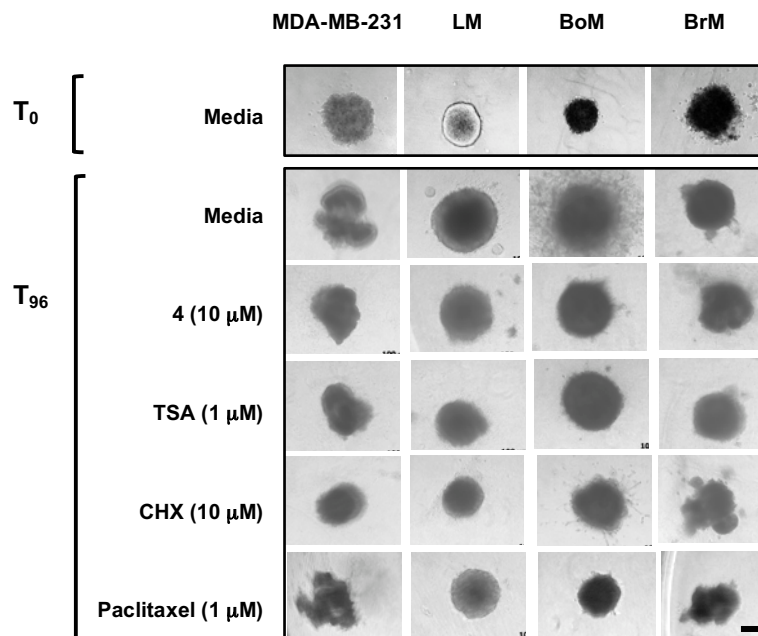 MDA-MB-231 LM BoM BrM
T0 Media
Media
T96
4 (10 μM)
TSA (1 μM)
CHX (10 μM)
Paclitaxel (1 μM)